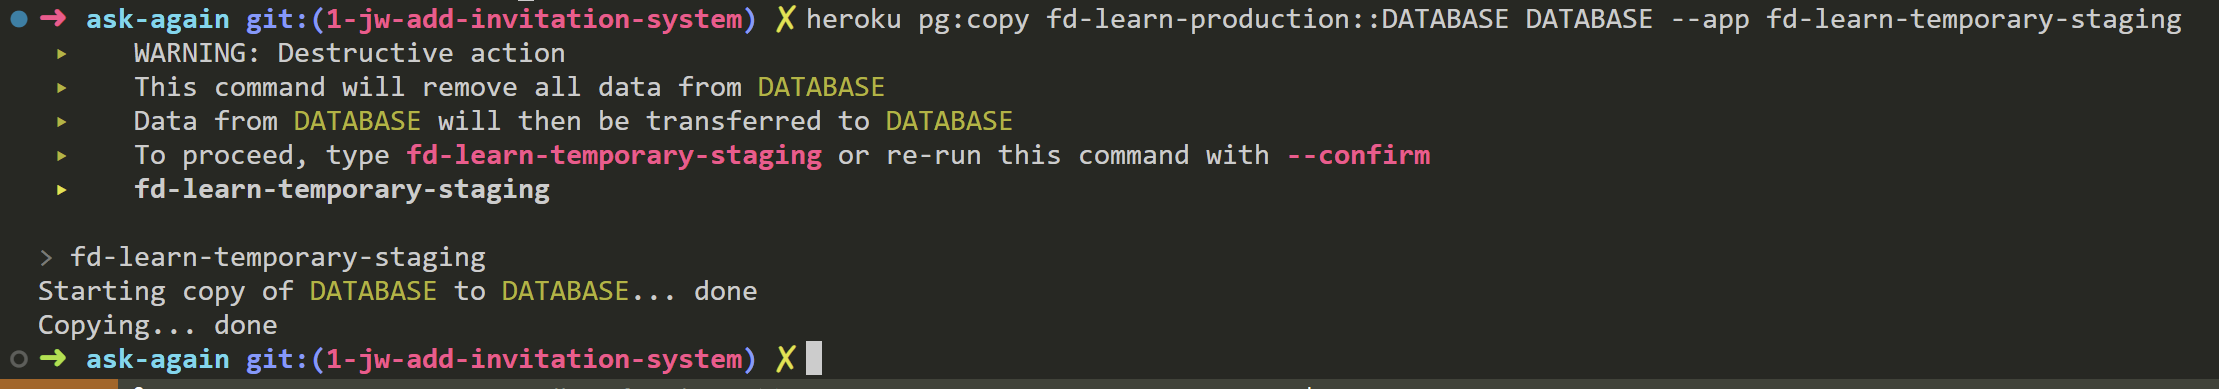 ➜ ask-again git:(1-jw-add-invitation-system) ✗ heroku pg:copy fd-learn-production::DATABASE DATABASE --app fd-learn-temporary-staging
▸ WARNING: Destructive action
▸ This command will remove all data from DATABASE
▸ Data from DATABASE will then be transferred to DATABASE
▸ To proceed, type fd-learn-temporary-staging or re-run this command with --confirm
▸ fd-learn-temporary-staging
> fd-learn-temporary-staging
Starting copy of DATABASE to DATABASE... done
Copying... done
➜ ask-again git:(1-jw-add-invitation-system) ✗